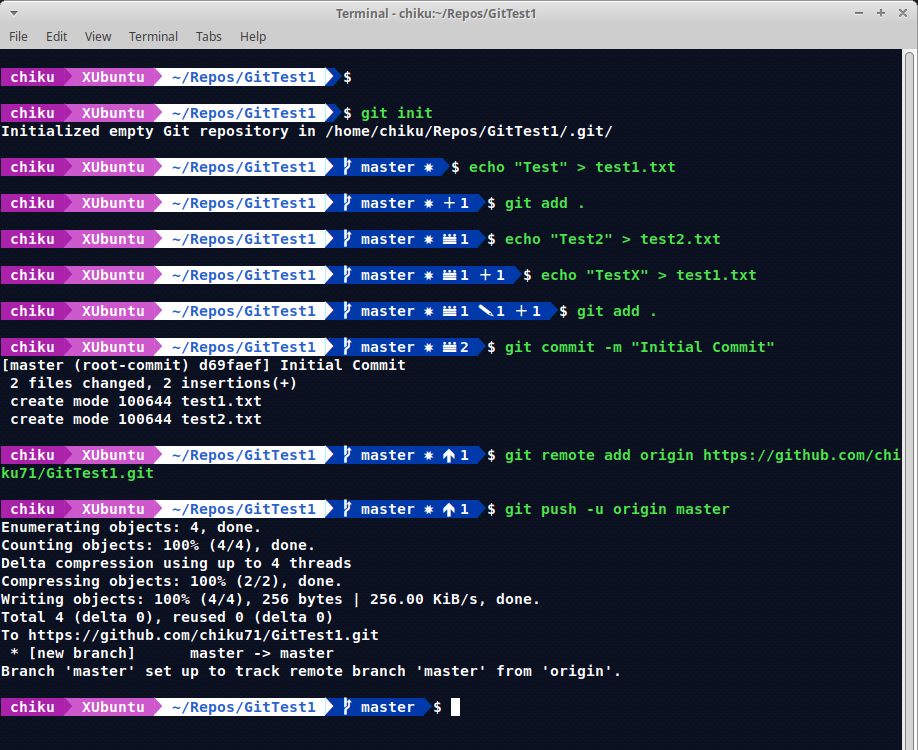 Terminal - chiku:~/Repos/GitTest1
File Edit View Terminal Tabs Help
chiku XUbuntu ~/Repos/GitTest1 $
chiku XUbuntu ~/Repos/GitTest1 $ git init
Initialized empty Git repository in /home/chiku/Repos/GitTest1/.git/
chiku XUbuntu ~/Repos/GitTest1 master ✷ $ echo "Test" > test1.txt
chiku XUbuntu ~/Repos/GitTest1 master ✷ +1 $ git add .
chiku XUbuntu ~/Repos/GitTest1 master ✷ 1 $ echo "Test2" > test2.txt
chiku XUbuntu ~/Repos/GitTest1 master ✷ 1 +1 $ echo "TestX" > test1.txt
chiku XUbuntu ~/Repos/GitTest1 master ✷ 1 ✎1 +1 $ git add .
chiku XUbuntu ~/Repos/GitTest1 master ✷ 2 $ git commit -m "Initial Commit"
[master (root-commit) d69faef] Initial Commit
 2 files changed, 2 insertions(+)
 create mode 100644 test1.txt
 create mode 100644 test2.txt
chiku XUbuntu ~/Repos/GitTest1 master ✷ 🡅1 $ git remote add origin https://github.com/chi
ku71/GitTest1.git
chiku XUbuntu ~/Repos/GitTest1 master ✷ 🡅1 $ git push -u origin master
Enumerating objects: 4, done.
Counting objects: 100% (4/4), done.
Delta compression using up to 4 threads
Compressing objects: 100% (2/2), done.
Writing objects: 100% (4/4), 256 bytes | 256.00 KiB/s, done.
Total 4 (delta 0), reused 0 (delta 0)
To https://github.com/chiku71/GitTest1.git
 * [new branch]      master -> master
Branch 'master' set up to track remote branch 'master' from 'origin'.
chiku XUbuntu ~/Repos/GitTest1 master $